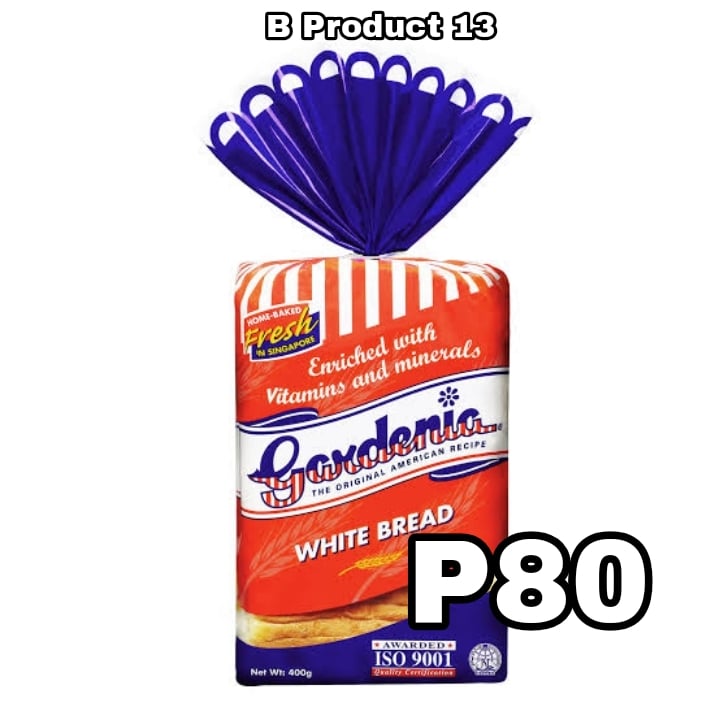 B Product 13
HOME-BAKED
Fresh
IN SINGAPORE
Enriched with
Vitamins and minerals
Gardenia
THE ORIGINAL AMERICAN RECIPE
WHITE BREAD
P80
AWARDED
ISO 9001
Quality Certification
Net Wt: 400g